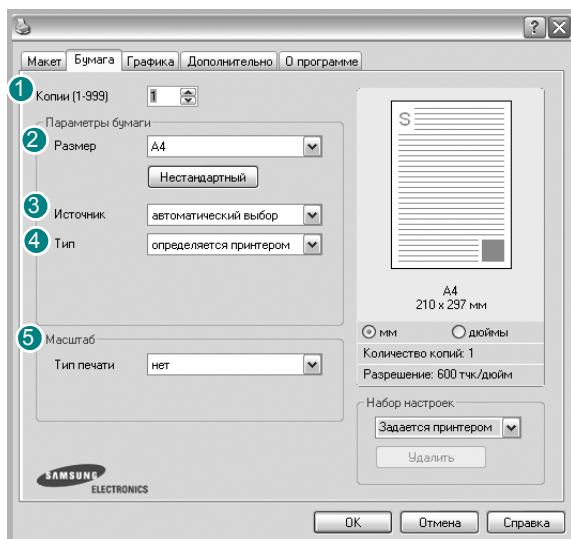 Макет Бумага Графика Дополнительно О программе
1 Копии (1-999) 1
Параметры бумаги
2 Размер A4
Нестандартный
3 Источник автоматический выбор
4 Тип определяется принтером
5 Масштаб
Тип печати нет
SAMSUNG
ELECTRONICS
S
A4
210 x 297 мм
мм дюймы
Количество копий: 1
Разрешение: 600 тчк/дюйм
Набор настроек
Задается принтером
Удалить
OK Отмена Справка